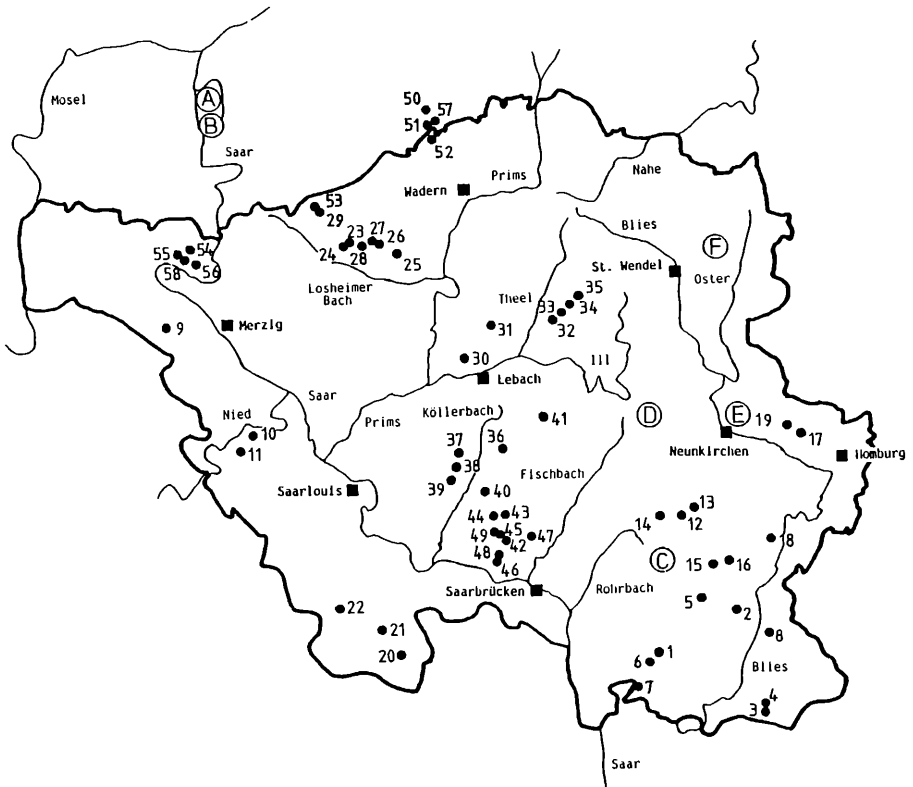 Mosel
A
B
Saar
50
57
51
52
Wadern
Prims
Nahe
53
29
23
27
26
24
28
25
Losheimer
Bach
Blies
St. Wendel
F
Oster
54
55
58
56
Merzig
9
Theel
35
34
33
32
31
30
Ill
Lebach
Saar
Prims
Köllerbach
41
D
E
19
17
Neunkirchen
Homburg
Nied
10
11
37
36
38
39
Fischbach
Saarlouis
40
44
43
49
45
42
47
48
46
13
14
12
18
C
15
16
Saarbrücken
Rohrbach
5
2
22
21
20
8
1
6
7
Blies
4
3
Saar